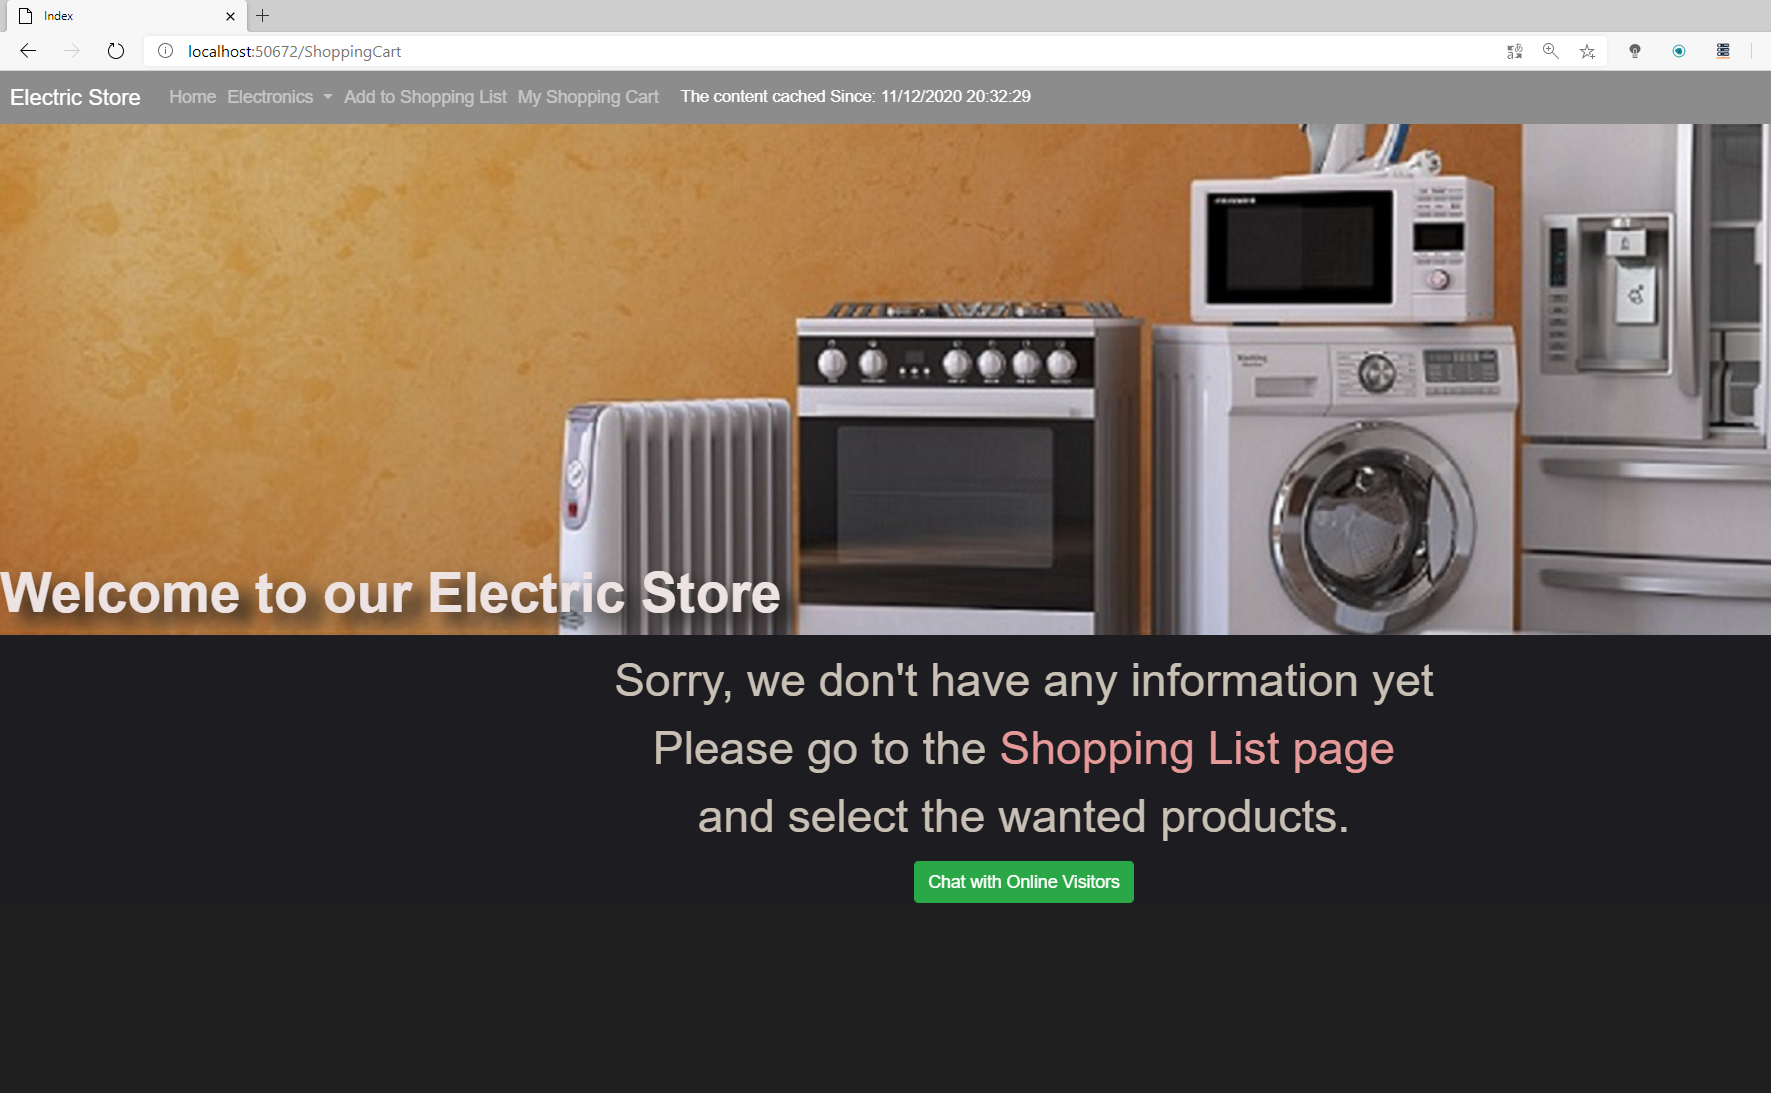 Index
localhost:50672/ShoppingCart
Electric Store Home Electronics Add to Shopping List My Shopping Cart The content cached Since: 11/12/2020 20:32:29
Welcome to our Electric Store
Sorry, we don't have any information yet
Please go to the Shopping List page
and select the wanted products.
Chat with Online Visitors